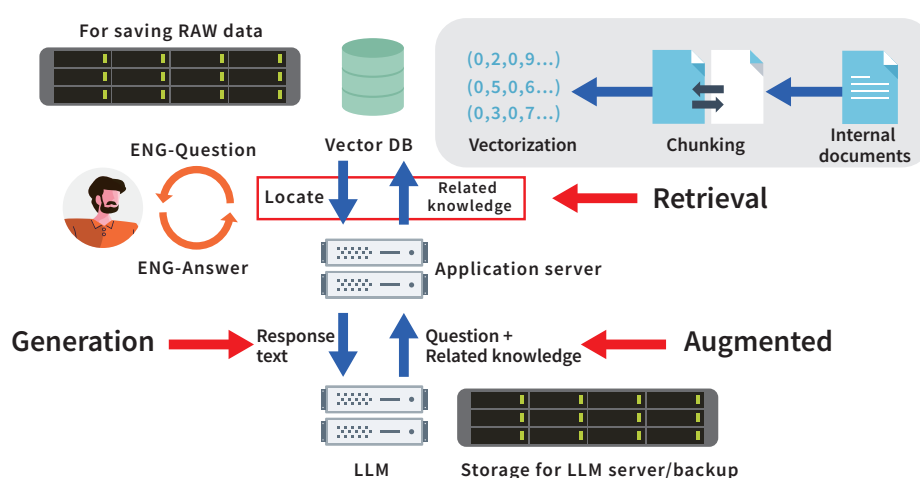 For saving RAW data
(0,2,0,9...)
(0,5,0,6...)
(0,3,0,7...)
Vector DB
Vectorization
Chunking
Internal
documents
ENG-Question
Locate
Related
knowledge
Retrieval
ENG-Answer
Application server
Generation
Response
text
Question +
Related knowledge
Augmented
LLM
Storage for LLM server/backup